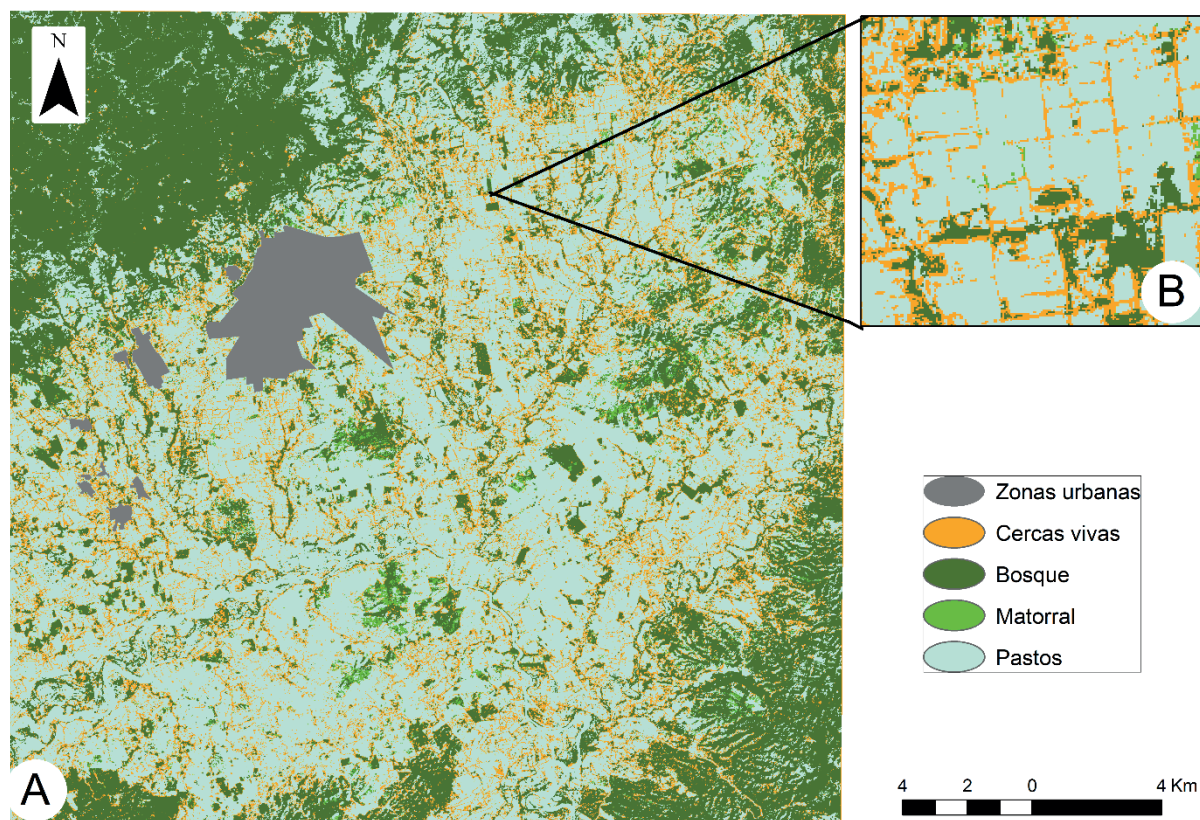 N
B
Zonas urbanas
Cercas vivas
Bosque
Matorral
Pastos
A
4 2 0 4 Km